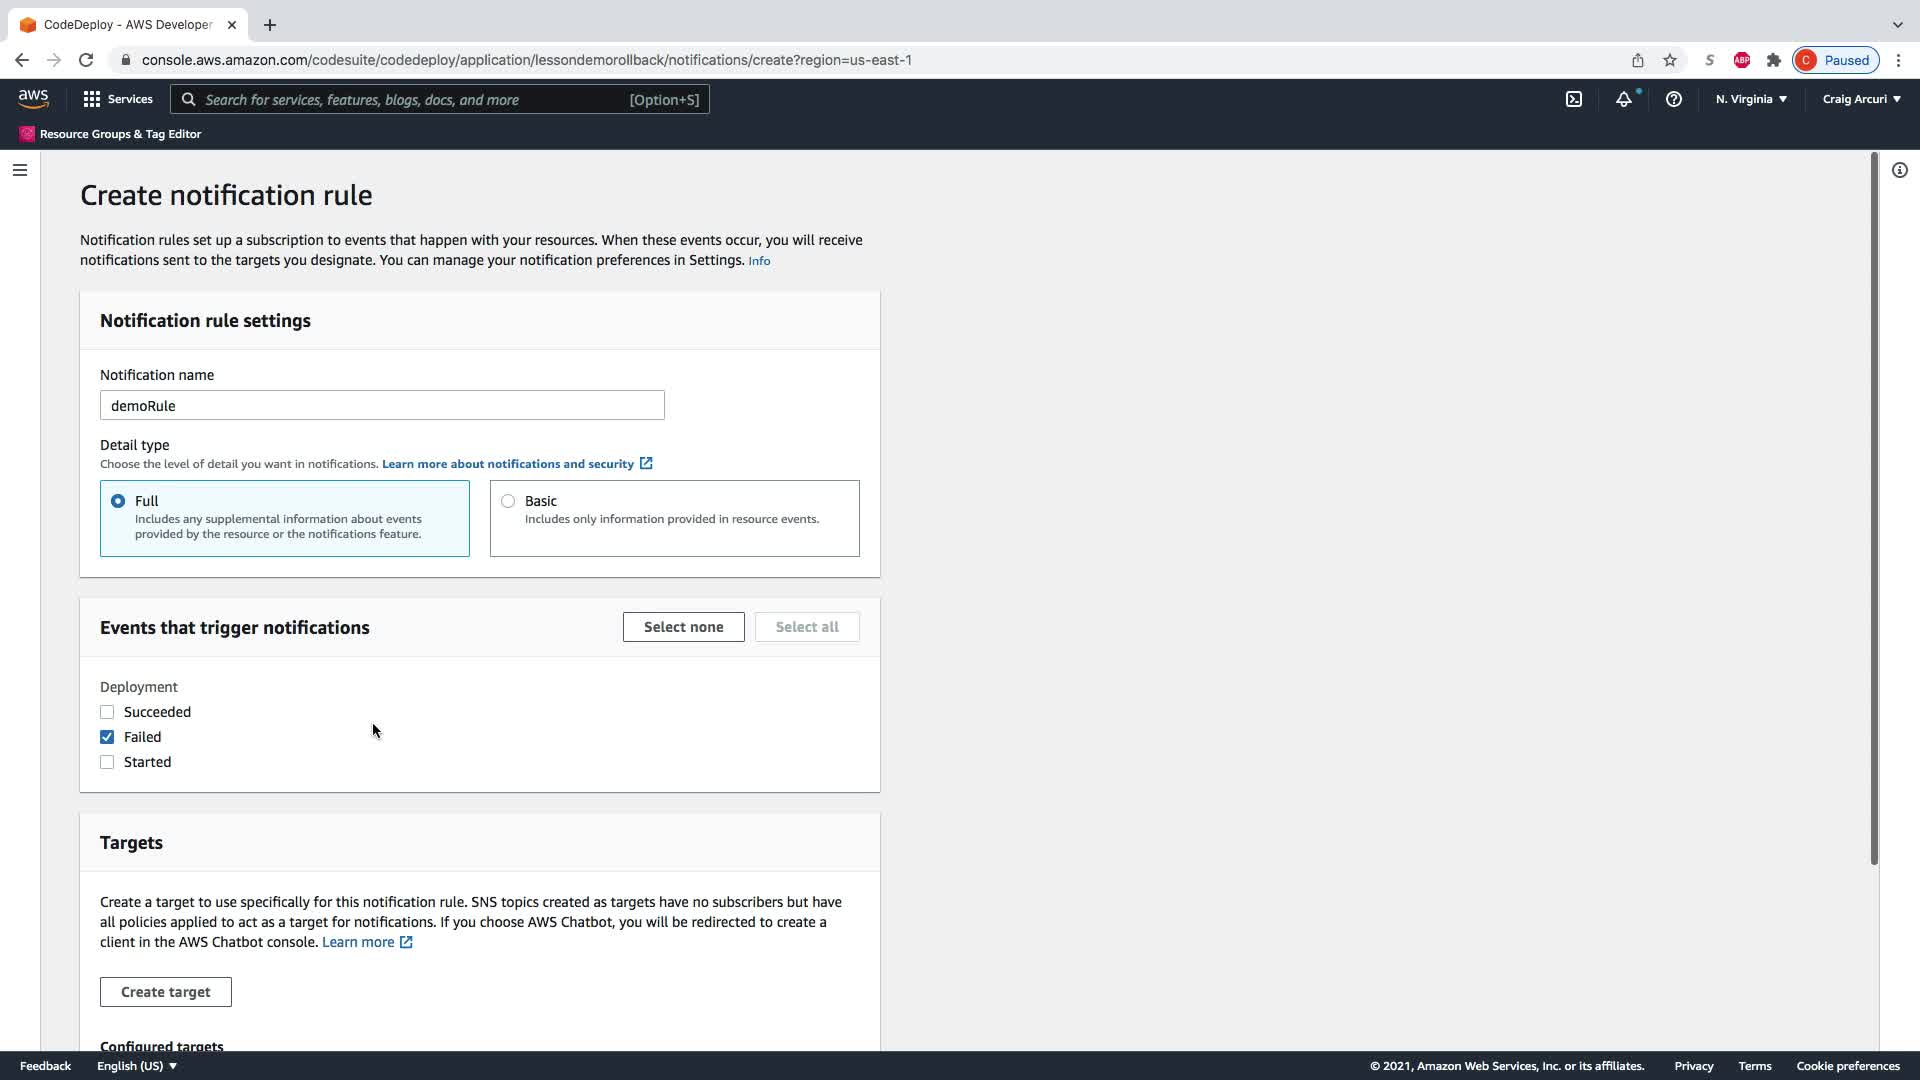 CodeDeploy - AWS Developer
console.aws.amazon.com/codesuite/codedeploy/application/lessondemorollback/notifications/create?region=us-east-1
S
ABP
C
Paused
aws
Services
Search for services, features, blogs, docs, and more
[Option+S]
N. Virginia
Craig Arcuri
Resource Groups & Tag Editor
Create notification rule
Notification rules set up a subscription to events that happen with your resources. When these events occur, you will receive
notifications sent to the targets you designate. You can manage your notification preferences in Settings. Info
Notification rule settings
Notification name
demoRule
Detail type
Choose the level of detail you want in notifications. Learn more about notifications and security
Full
Includes any supplemental information about events
provided by the resource or the notifications feature.
Basic
Includes only information provided in resource events.
Events that trigger notifications
Select none
Select all
Deployment
Succeeded
Failed
Started
Targets
Create a target to use specifically for this notification rule. SNS topics created as targets have no subscribers but have
all policies applied to act as a target for notifications. If you choose AWS Chatbot, you will be redirected to create a
client in the AWS Chatbot console. Learn more
Create target
Configured targets
Feedback
English (US)
© 2021, Amazon Web Services, Inc. or its affiliates.
Privacy
Terms
Cookie preferences